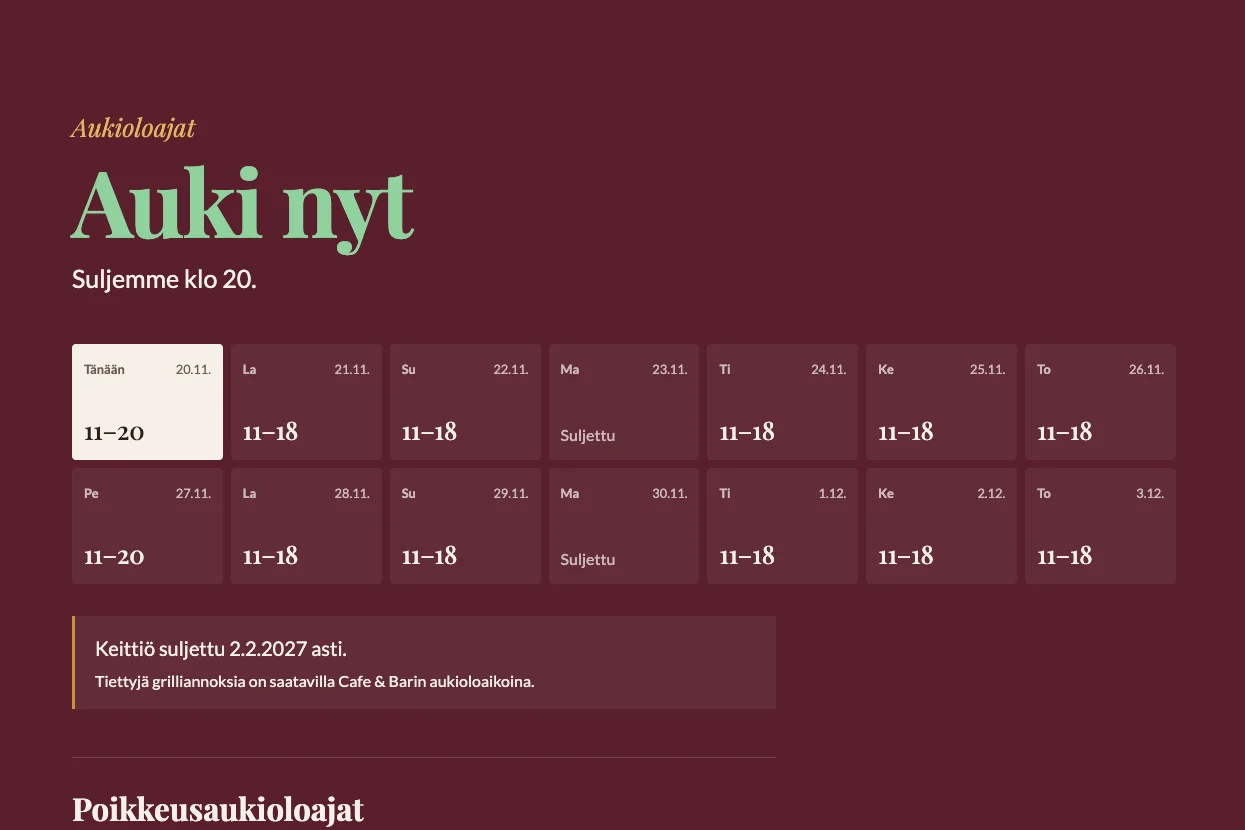 Aukioloajat
Auki nyt
Suljemme klo 20.
Tänään 20.11.
11–20
La 21.11.
11–18
Su 22.11.
11–18
Ma 23.11.
Suljettu
Ti 24.11.
11–18
Ke 25.11.
11–18
To 26.11.
11–18
Pe 27.11.
11–20
La 28.11.
11–18
Su 29.11.
11–18
Ma 30.11.
Suljettu
Ti 1.12.
11–18
Ke 2.12.
11–18
To 3.12.
11–18
Keittiö suljettu 2.2.2027 asti.
Tiettyjä grilliannoksia on saatavilla Cafe & Barin aukioloaikoina.
Poikkeusaukioloajat